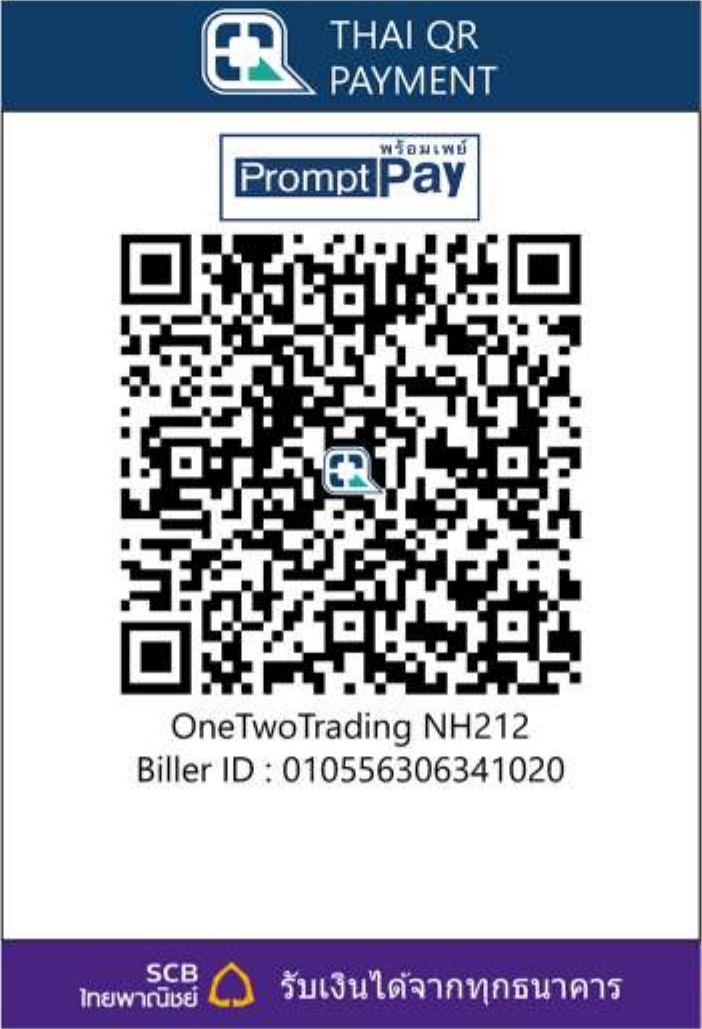 THAI QR
PAYMENT
พร้อมเพย์
PromptPay
OneTwoTrading NH212
Biller ID : 010556306341020
SCB
ไทยพาณิชย์
รับเงินได้จากทุกธนาคาร